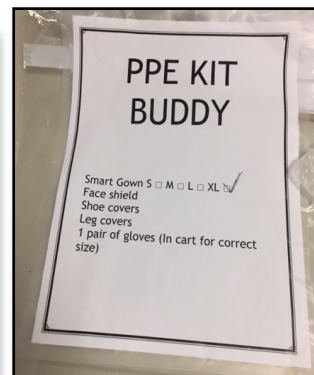 PPE KIT
BUDDY
Smart Gown S □ M □ L □ XL ☑
Face shield
Shoe covers
Leg covers
1 pair of gloves (In cart for correct
size)